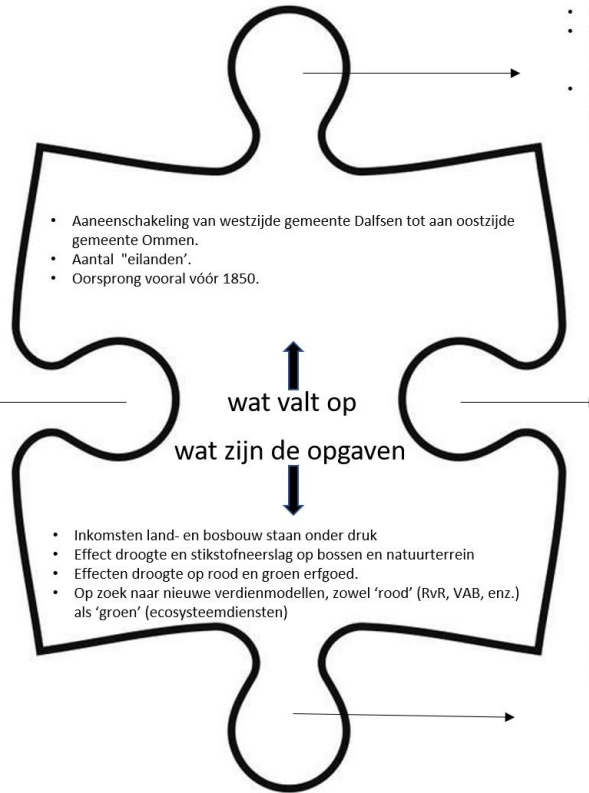 • Aaneenschakeling van westzijde gemeente Dalfsen tot aan oostzijde
gemeente Ommen.
• Aantal "eilanden’.
• Oorsprong vooral vóór 1850.
wat valt op
wat zijn de opgaven
• Inkomsten land- en bosbouw staan onder druk
• Effect droogte en stikstofneerslag op bossen en natuurterrein
• Effecten droogte op rood en groen erfgoed.
• Op zoek naar nieuwe verdienmodellen, zowel ‘rood’ (RvR, VAB, enz.)
als ‘groen’ (ecosysteemdiensten)